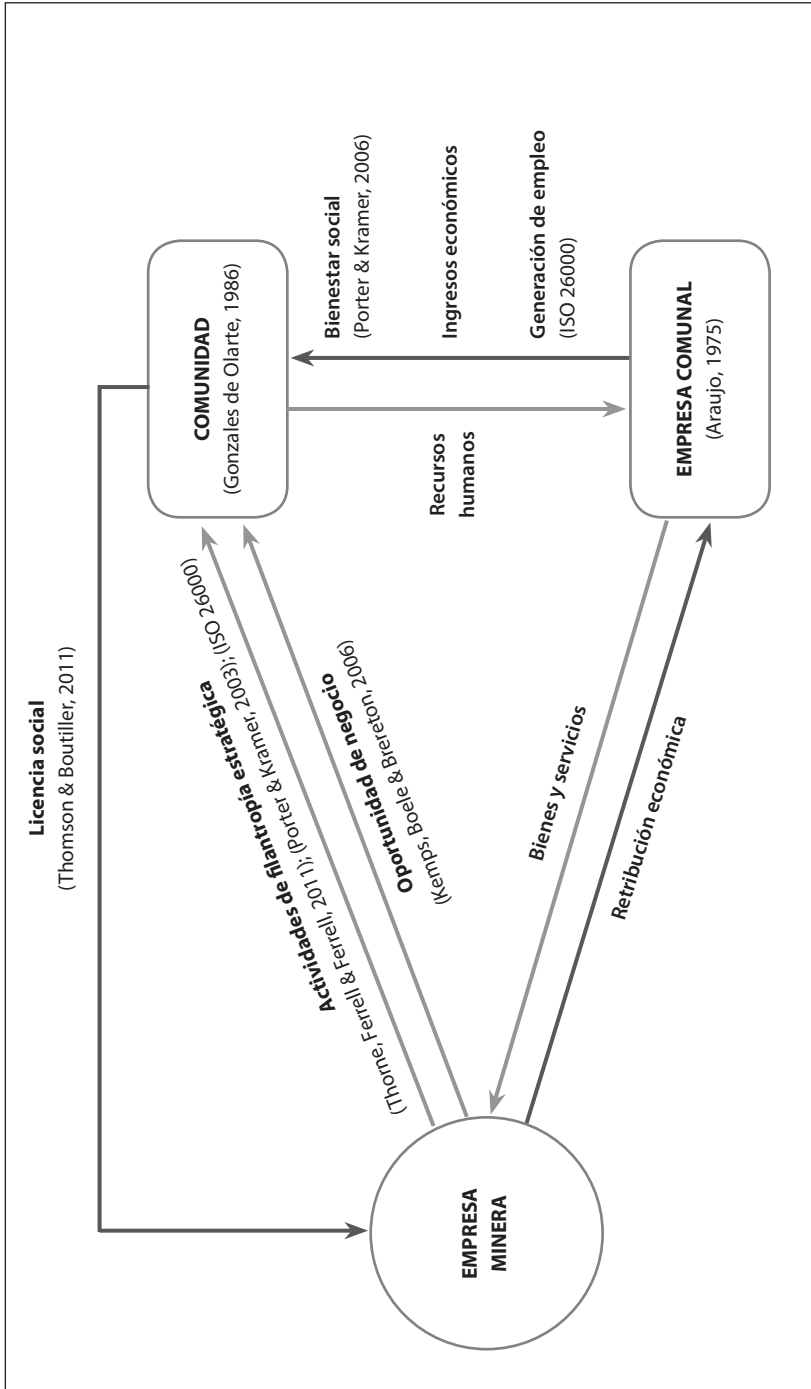 Licencia social
(Thomson & Boutiller, 2011)
Actividades de filantropía estratégica
(Thorne, Ferrell & Ferrell, 2011); (Porter & Kramer, 2003); (ISO 26000)
Oportunidad de negocio
(Kemps, Boele & Brereton, 2006)
COMUNIDAD
(Gonzales de Olarte, 1986)
Bienestar social
(Porter & Kramer, 2006)
Ingresos económicos
Generación de empleo
(ISO 26000)
Recursos
humanos
EMPRESA
MINERA
Bienes y servicios
Retribución económica
EMPRESA COMUNAL
(Araujo, 1975)